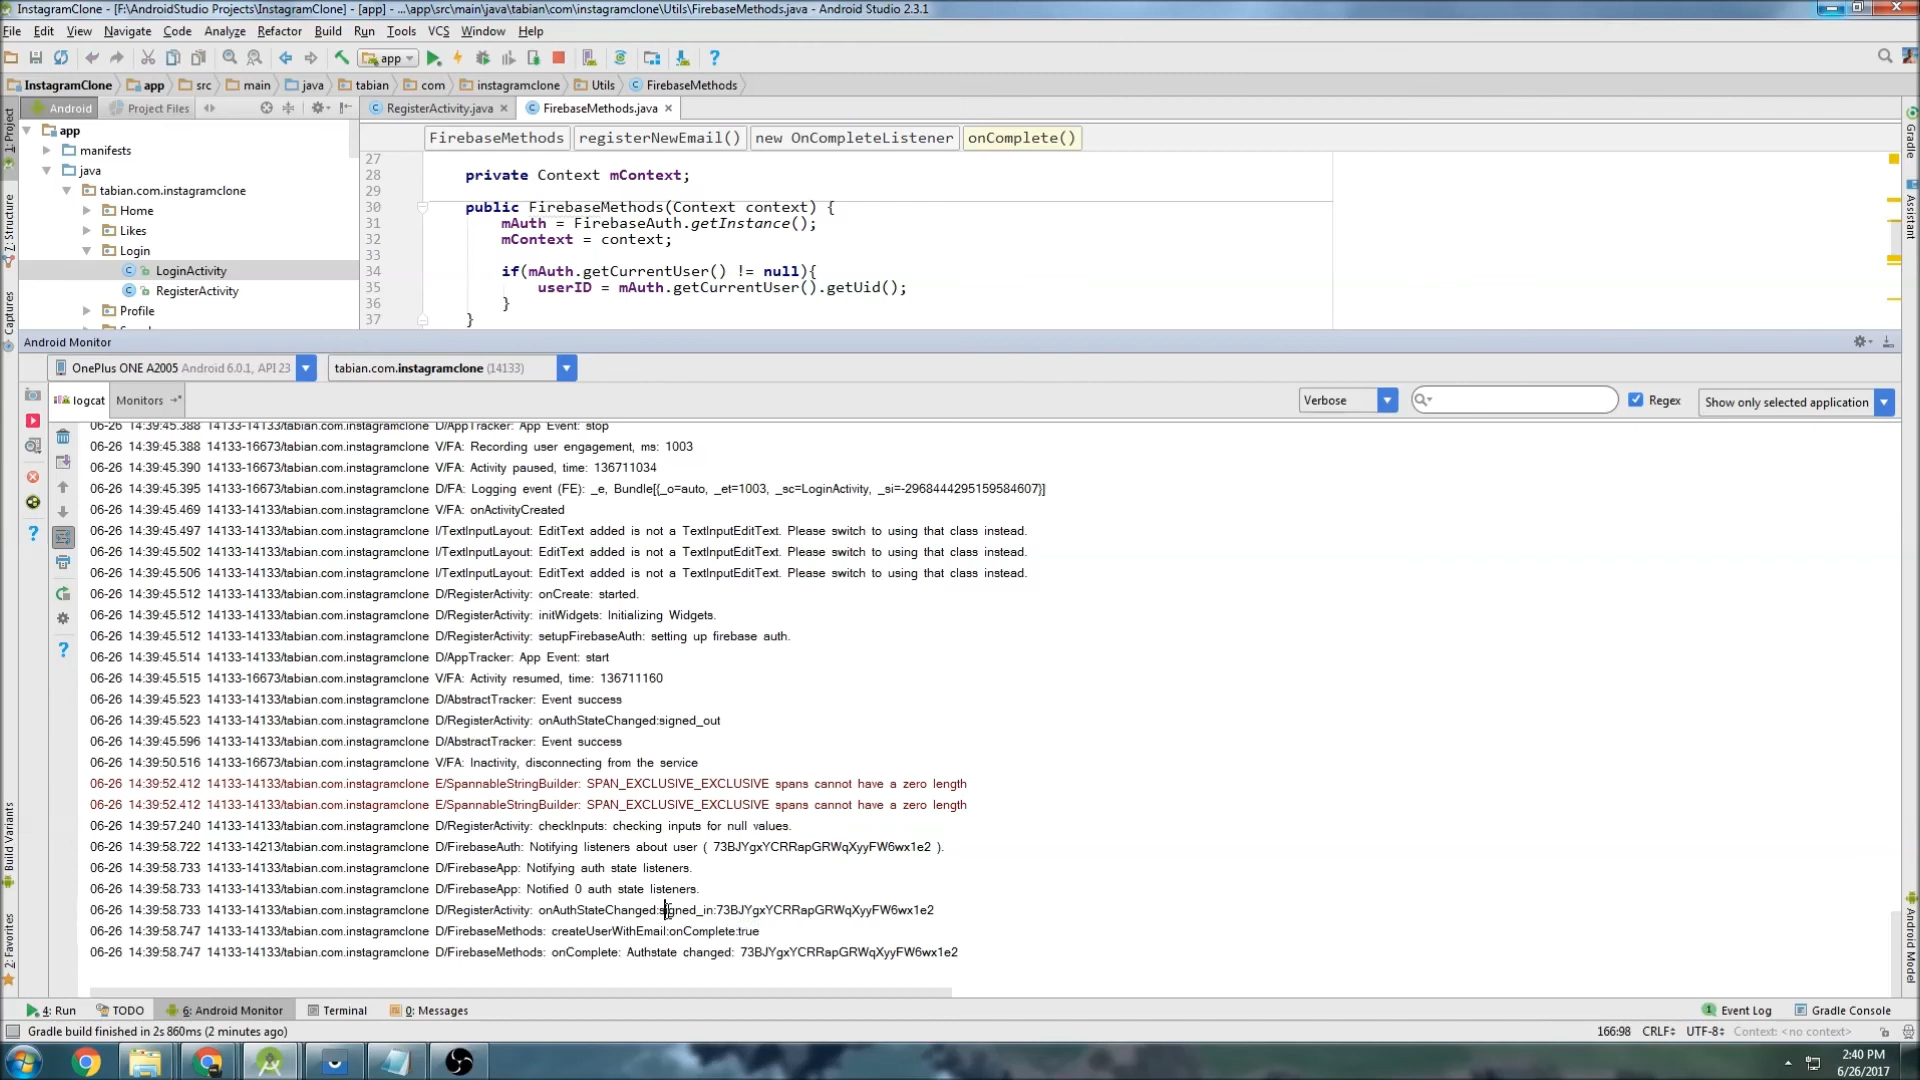 InstagramClone - [F:\AndroidStudio Projects\InstagramClone] - [app] - ...\app\src\main\java\tabian\com\instagramclone\Utils\FirebaseMethods.java - Android Studio 2.3.1
File Edit View Navigate Code Analyze Refactor Build Run Tools VCS Window Help
app
InstagramClone app src main java tabian com instagramclone Utils FirebaseMethods
Android Project Files RegisterActivity.java FirebaseMethods.java
FirebaseMethods registerNewEmail() new OnCompleteListener onComplete()
app
manifests
java
tabian.com.instagramclone
Home
Likes
Login
LoginActivity
RegisterActivity
Profile
27
28 private Context mContext;
29
30 public FirebaseMethods(Context context) {
31 mAuth = FirebaseAuth.getInstance();
32 mContext = context;
33
34 if(mAuth.getCurrentUser() != null){
35 userID = mAuth.getCurrentUser().getUid();
36 }
37 }
1: Project
7: Structure
Captures
Build Variants
2: Favorites
Gradle
Assistant
Android Model
Android Monitor
OnePlus ONE A2005 Android 6.0.1, API 23 tabian.com.instagramclone (14133)
logcat Monitors Verbose Regex Show only selected application
06-26 14:39:45.388 14133-14133/tabian.com.instagramclone D/AppTracker: App Event: stop
06-26 14:39:45.388 14133-16673/tabian.com.instagramclone V/FA: Recording user engagement, ms: 1003
06-26 14:39:45.390 14133-16673/tabian.com.instagramclone V/FA: Activity paused, time: 136711034
06-26 14:39:45.395 14133-16673/tabian.com.instagramclone D/FA: Logging event (FE): _e, Bundle[{_o=auto, _et=1003, _sc=LoginActivity, _si=-2968444295159584607}]
06-26 14:39:45.469 14133-14133/tabian.com.instagramclone V/FA: onActivityCreated
06-26 14:39:45.497 14133-14133/tabian.com.instagramclone I/TextInputLayout: EditText added is not a TextInputEditText. Please switch to using that class instead.
06-26 14:39:45.502 14133-14133/tabian.com.instagramclone I/TextInputLayout: EditText added is not a TextInputEditText. Please switch to using that class instead.
06-26 14:39:45.506 14133-14133/tabian.com.instagramclone I/TextInputLayout: EditText added is not a TextInputEditText. Please switch to using that class instead.
06-26 14:39:45.512 14133-14133/tabian.com.instagramclone D/RegisterActivity: onCreate: started.
06-26 14:39:45.512 14133-14133/tabian.com.instagramclone D/RegisterActivity: initWidgets: Initializing Widgets.
06-26 14:39:45.512 14133-14133/tabian.com.instagramclone D/RegisterActivity: setupFirebaseAuth: setting up firebase auth.
06-26 14:39:45.514 14133-14133/tabian.com.instagramclone D/AppTracker: App Event: start
06-26 14:39:45.515 14133-16673/tabian.com.instagramclone V/FA: Activity resumed, time: 136711160
06-26 14:39:45.523 14133-14133/tabian.com.instagramclone D/AbstractTracker: Event success
06-26 14:39:45.523 14133-14133/tabian.com.instagramclone D/RegisterActivity: onAuthStateChanged:signed_out
06-26 14:39:45.596 14133-14133/tabian.com.instagramclone D/AbstractTracker: Event success
06-26 14:39:50.516 14133-16673/tabian.com.instagramclone V/FA: Inactivity, disconnecting from the service
06-26 14:39:52.412 14133-14133/tabian.com.instagramclone E/SpannableStringBuilder: SPAN_EXCLUSIVE_EXCLUSIVE spans cannot have a zero length
06-26 14:39:52.412 14133-14133/tabian.com.instagramclone E/SpannableStringBuilder: SPAN_EXCLUSIVE_EXCLUSIVE spans cannot have a zero length
06-26 14:39:57.240 14133-14133/tabian.com.instagramclone D/RegisterActivity: checkInputs: checking inputs for null values.
06-26 14:39:58.722 14133-14213/tabian.com.instagramclone D/FirebaseAuth: Notifying listeners about user ( 73BJYgxYCRRapGRWqXyyFW6wx1e2 ).
06-26 14:39:58.733 14133-14133/tabian.com.instagramclone D/FirebaseApp: Notifying auth state listeners.
06-26 14:39:58.733 14133-14133/tabian.com.instagramclone D/FirebaseApp: Notified 0 auth state listeners.
06-26 14:39:58.733 14133-14133/tabian.com.instagramclone D/RegisterActivity: onAuthStateChanged:signed_in:73BJYgxYCRRapGRWqXyyFW6wx1e2
06-26 14:39:58.747 14133-14133/tabian.com.instagramclone D/FirebaseMethods: createUserWithEmail:onComplete:true
06-26 14:39:58.747 14133-14133/tabian.com.instagramclone D/FirebaseMethods: onComplete: Authstate changed: 73BJYgxYCRRapGRWqXyyFW6wx1e2
4: Run TODO 6: Android Monitor Terminal 0: Messages 1 Event Log Gradle Console
Gradle build finished in 2s 860ms (2 minutes ago) 166:98 CRLF UTF-8 Context: <no context>
2:40 PM
6/26/2017